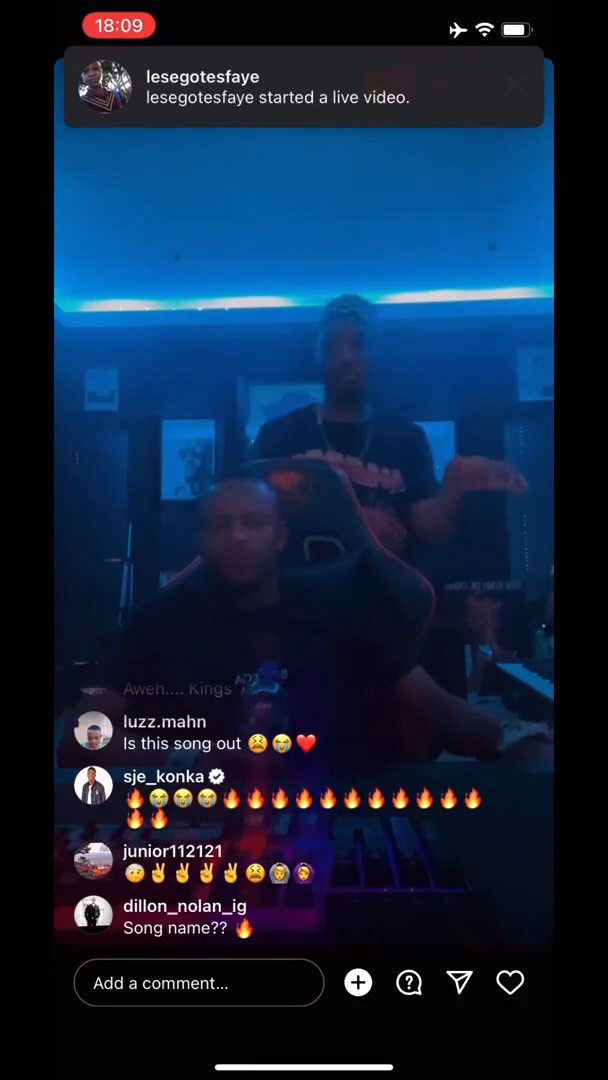 18:09
lesegotesfaye
lesegotesfaye started a live video.
Aweh.... Kings
luzz.mahn
Is this song out 😫😭❤️
sje_konka
🔥😭😭😭🔥🔥🔥🔥🔥🔥🔥🔥🔥🔥🔥
🔥🔥
junior112121
🤕✌️✌️✌️✌️😫🙆‍♂️🙆‍♀️
dillon_nolan_ig
Song name?? 🔥
Add a comment...